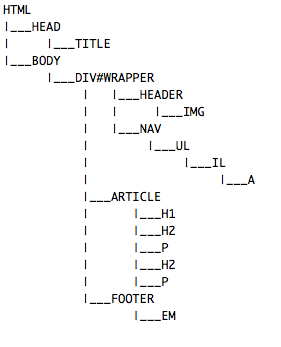 HTML
|___HEAD
|     |___TITLE
|___BODY
      |___DIV#WRAPPER
           |   |___HEADER
           |   |     |___IMG
           |   |___NAV
           |        |___UL
           |             |___IL
           |                  |___A
           |___ARTICLE
           |      |___H1
           |      |___H2
           |      |___P
           |      |___H2
           |      |___P
           |___FOOTER
                  |___EM